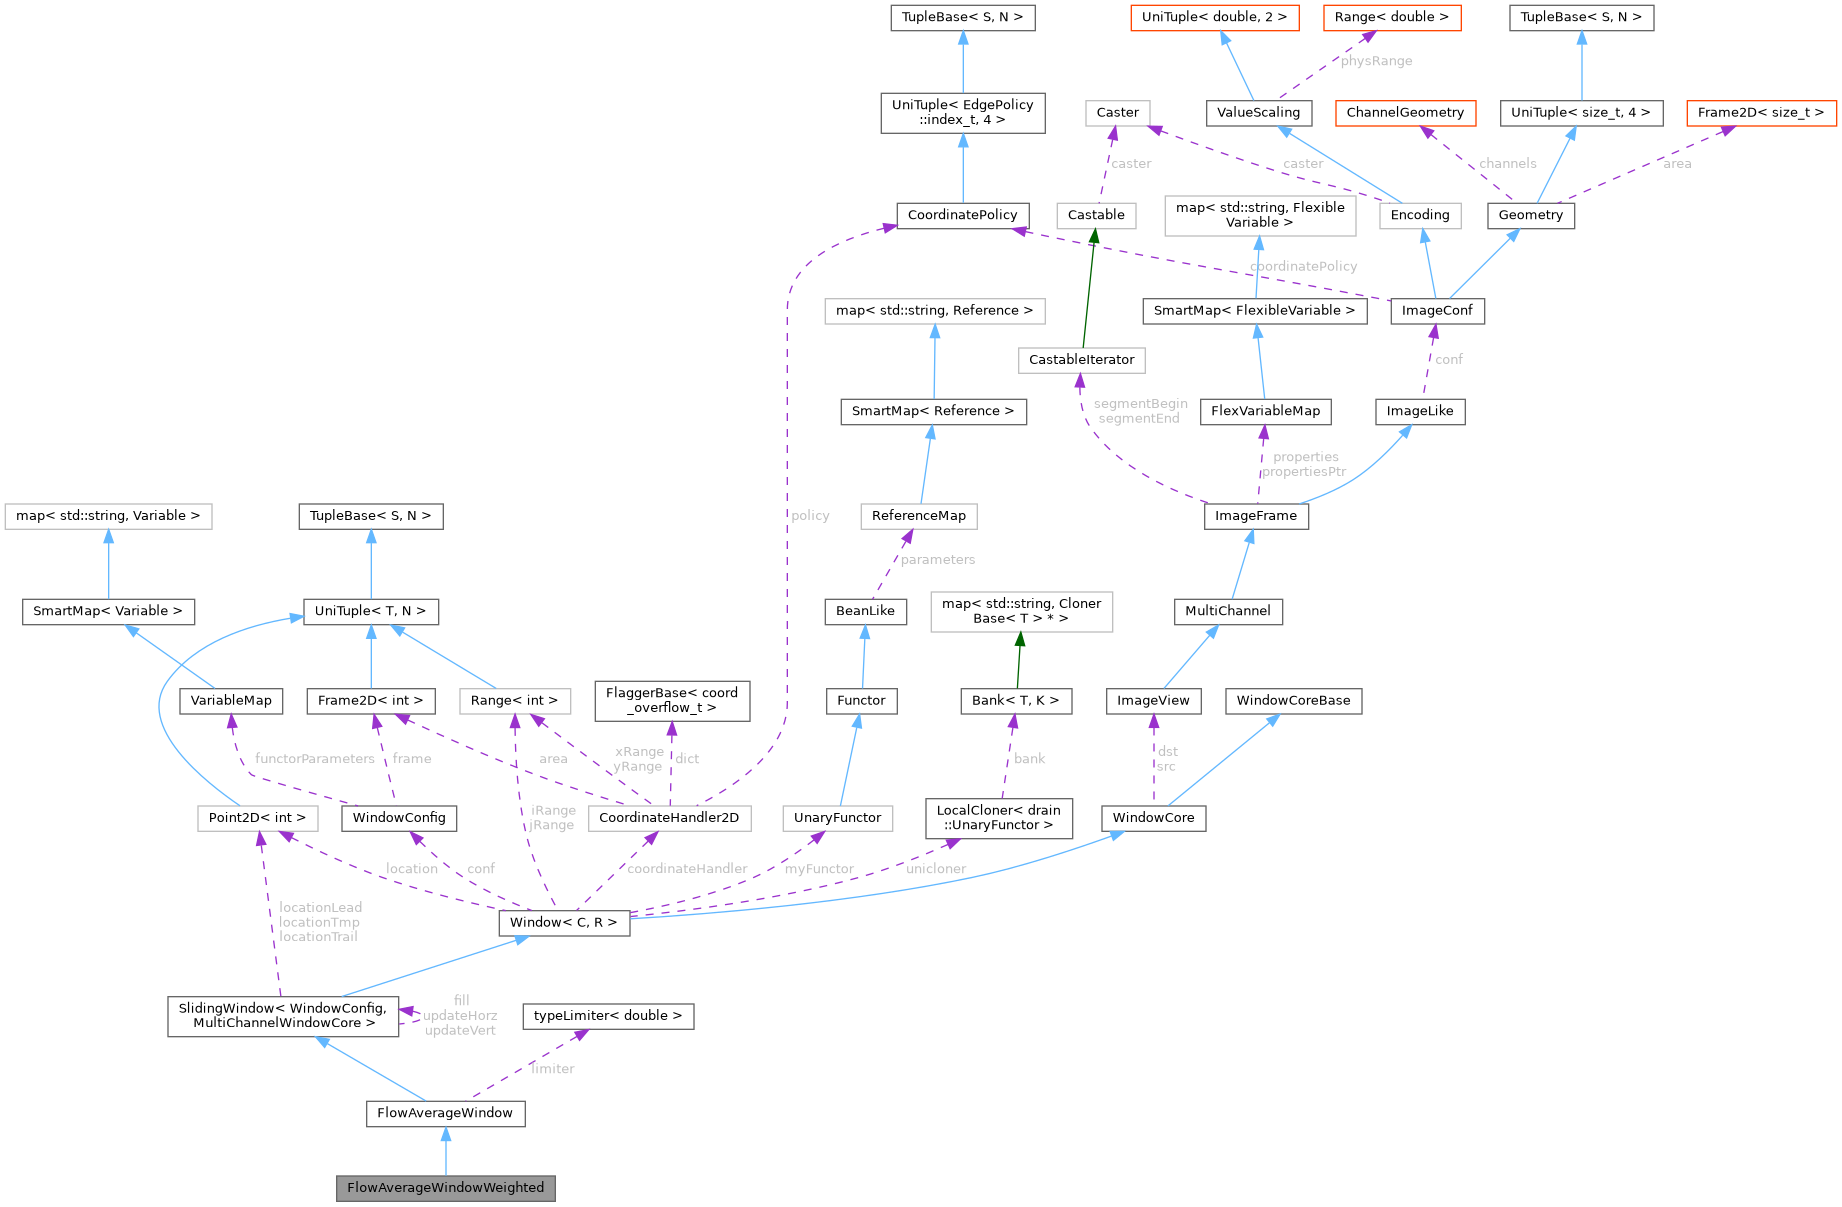 TupleBase< S, N >
UniTuple< double, 2 >
Range< double >
TupleBase< S, N >
physRange
UniTuple< EdgePolicy
::index_t, 4 >
Caster
ValueScaling
ChannelGeometry
UniTuple< size_t, 4 >
Frame2D< size_t >
caster
caster
channels
area
CoordinatePolicy
Castable
map< std::string, Flexible
Variable >
Encoding
Geometry
coordinatePolicy
map< std::string, Reference >
SmartMap< FlexibleVariable >
ImageConf
CastableIterator
conf
SmartMap< Reference >
segmentBegin
segmentEnd
FlexVariableMap
ImageLike
properties
propertiesPtr
map< std::string, Variable >
TupleBase< S, N >
policy
ReferenceMap
ImageFrame
parameters
SmartMap< Variable >
UniTuple< T, N >
BeanLike
map< std::string, Cloner
Base< T > * >
MultiChannel
VariableMap
Frame2D< int >
Range< int >
FlaggerBase< coord
_overflow_t >
Functor
Bank< T, K >
ImageView
WindowCoreBase
functorParameters
frame
area
xRange
yRange
dict
bank
dst
src
Point2D< int >
WindowConfig
iRange
jRange
CoordinateHandler2D
UnaryFunctor
LocalCloner< drain
::UnaryFunctor >
WindowCore
location
conf
coordinateHandler
myFunctor
unicloner
locationLead
locationTmp
locationTrail
Window< C, R >
SlidingWindow< WindowConfig,
MultiChannelWindowCore >
fill
updateHorz
updateVert
typeLimiter< double >
limiter
FlowAverageWindow
FlowAverageWindowWeighted